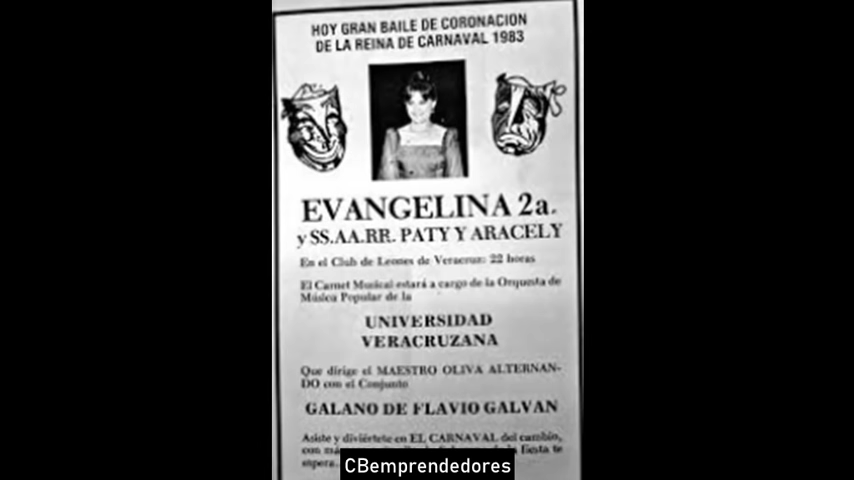 HOY GRAN BAILE DE CORONACION
DE LA REINA DE CARNAVAL 1983
EVANGELINA 2a.
y SS.AA.RR. PATY Y ARACELY
En el Club de Leones de Veracruz: 22 horas
El Carnet Musical estará a cargo de la Orquesta de
Música Popular de la
UNIVERSIDAD
VERACRUZANA
Que dirige el MAESTRO OLIVA ALTERNAN-
DO con el Conjunto
GALANO DE FLAVIO GALVAN
Asiste y diviértete en EL CARNAVAL del cambio,
con fiesta te
espera.
CBemprendedores